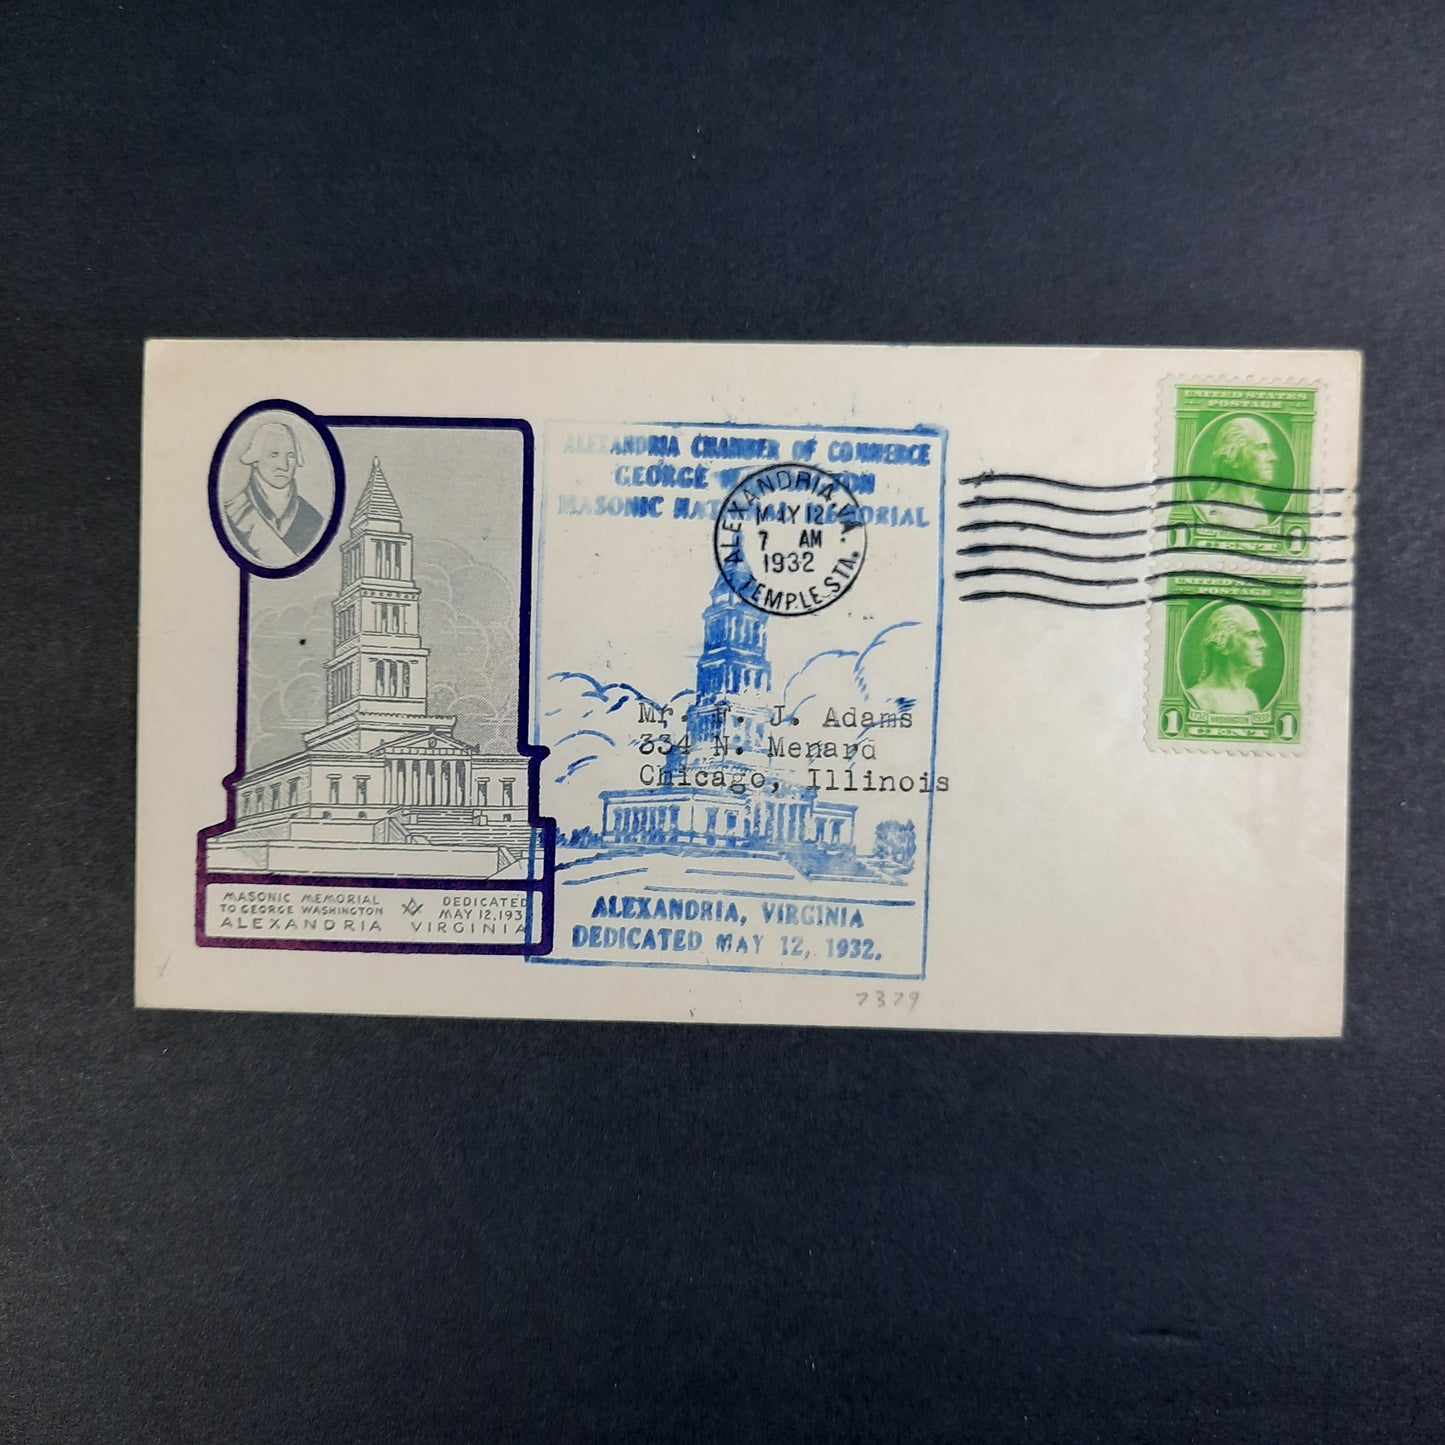 MASONIC MEMORIAL
TO GEORGE WASHINGTON
ALEXANDRIA
DEDICATED
MAY 12, 193
VIRGINIA
ALEXANDRIA CHAMBER OF COMMERCE
GEORGE
MASONIC NATIONAL MEMORIAL
ALEXANDRIA, VA.
MAY 12
7 AM
1932
TEMPLE STA.
Mr. F. J. Adams
334 N. Menard
Chicago, Illinois
ALEXANDRIA, VIRGINIA
DEDICATED MAY 12, 1932.
7379
UNITED STATES
POSTAGE
1 1
CENT
UNITED STATES
POSTAGE
1732 WASHINGTON 1932
1 1
CENT